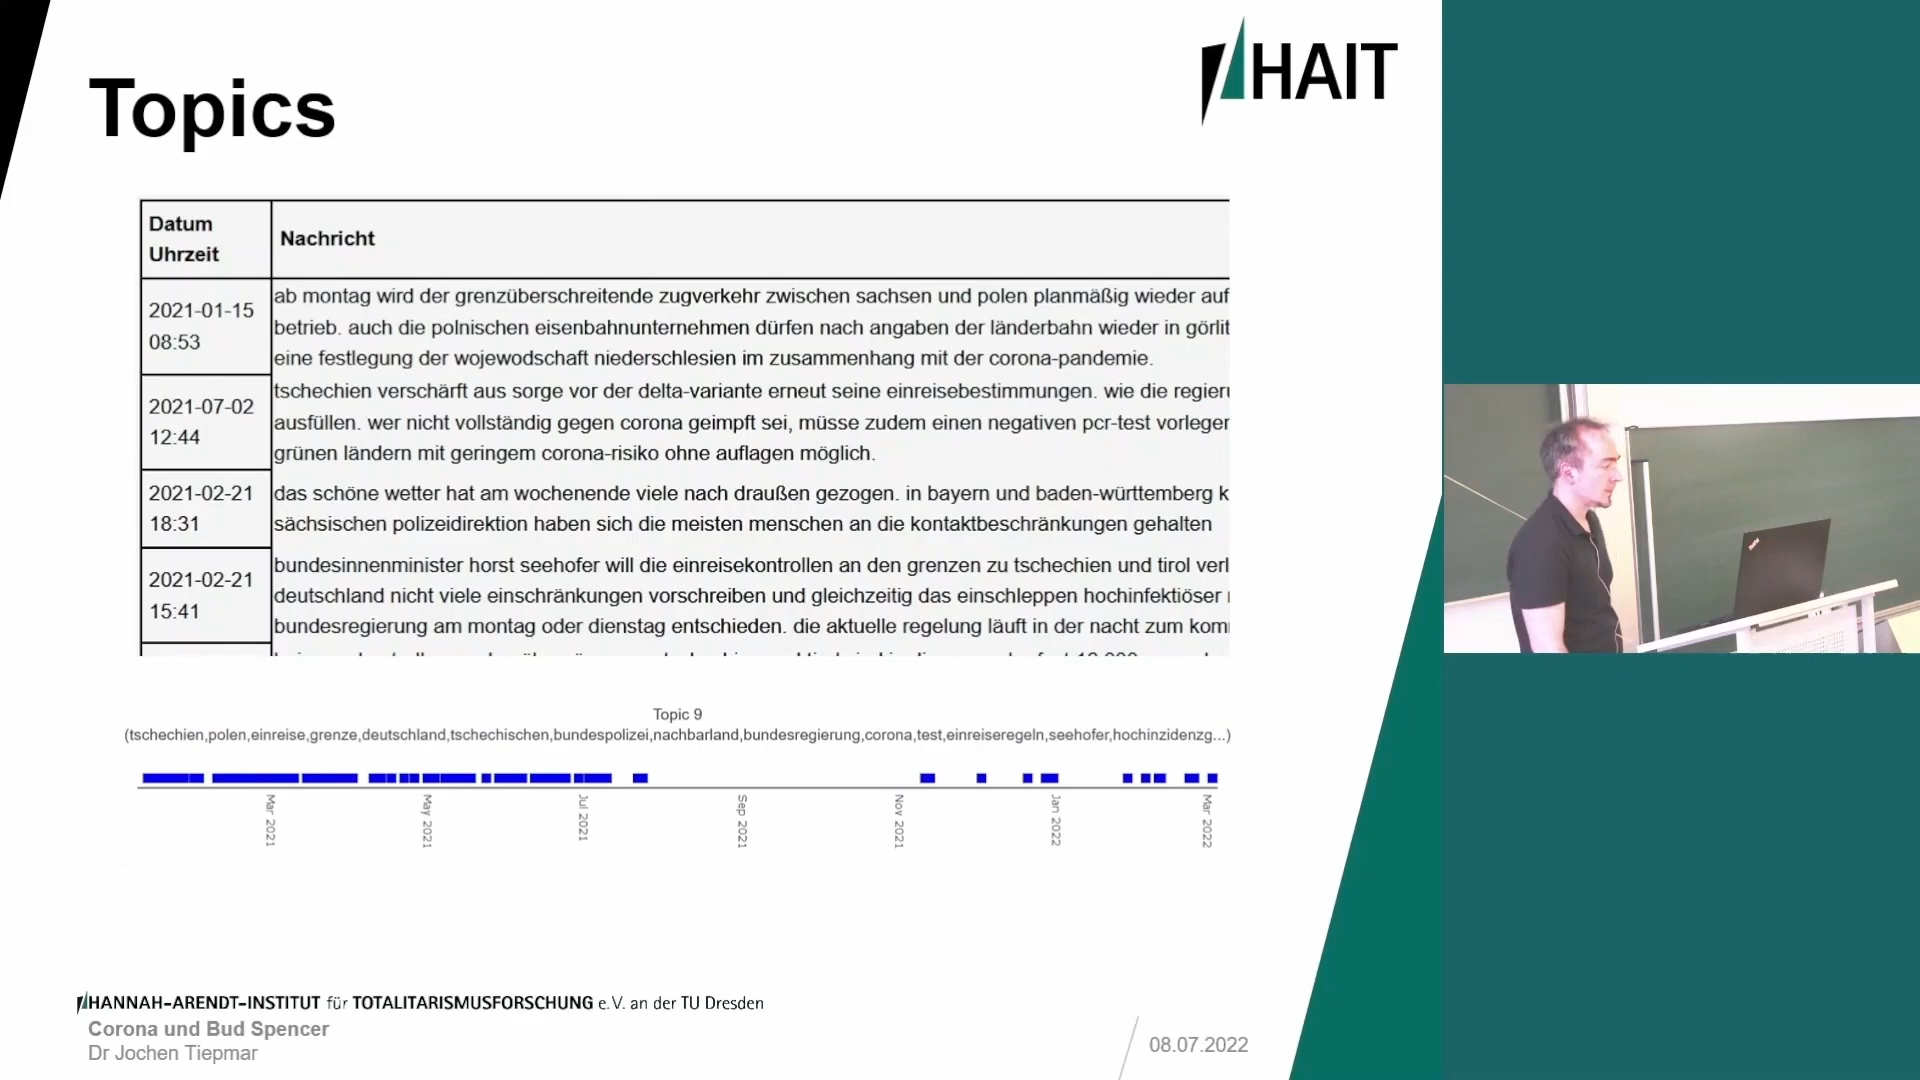 HAIT
Topics
Datum
Uhrzeit
Nachricht
2021-01-15
08:53
ab montag wird der grenzüberschreitende zugverkehr zwischen sachsen und polen planmäßig wieder auf
betrieb. auch die polnischen eisenbahnunternehmen dürfen nach angaben der länderbahn wieder in görlit
eine festlegung der wojewodschaft niederschlesien im zusammenhang mit der corona-pandemie.
2021-07-02
12:44
tschechien verschärft aus sorge vor der delta-variante erneut seine einreisebestimmungen. wie die regieru
ausfüllen. wer nicht vollständig gegen corona geimpft sei, müsse zudem einen negativen pcr-test vorlegen
grünen ländern mit geringem corona-risiko ohne auflagen möglich.
2021-02-21
18:31
das schöne wetter hat am wochenende viele nach draußen gezogen. in bayern und baden-württemberg k
sächsischen polizeidirektion haben sich die meisten menschen an die kontaktbeschränkungen gehalten
2021-02-21
15:41
bundesinnenminister horst seehofer will die einreisekontrollen an den grenzen zu tschechien und tirol verl
deutschland nicht viele einschränkungen vorschreiben und gleichzeitig das einschleppen hochinfektiöser
bundesregierung am montag oder dienstag entschieden. die aktuelle regelung läuft in der nacht zum kom
Topic 9
(tschechien,polen,einreise,grenze,deutschland,tschechischen,bundespolizei,nachbarland,bundesregierung,corona,test,einreiseregeln,seehofer,hochinzidenzg...)
Mar 2021
May 2021
Jul 2021
Sep 2021
Nov 2021
Jan 2022
Mar 2022
HANNAH-ARENDT-INSTITUT für TOTALITARISMUSFORSCHUNG e.V. an der TU Dresden
Corona und Bud Spencer
Dr Jochen Tiepmar
08.07.2022